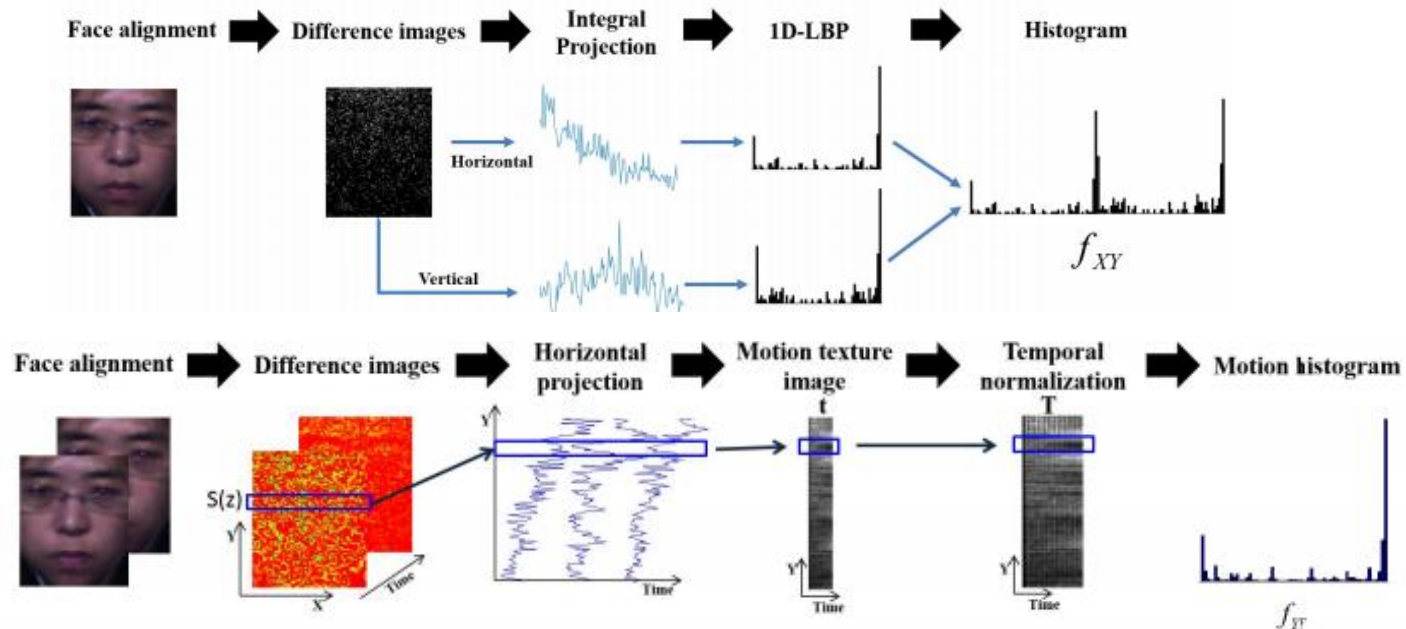 Face alignment
Difference images
Integral
Projection
1D-LBP
Histogram
Horizontal
Vertical
f_XY
Face alignment
Difference images
Horizontal
projection
Motion texture
image
Temporal
normalization
Motion histogram
t
T
S(z)
Y
X
Time
Y
Time
Y
Time
Y
Time
f_YT